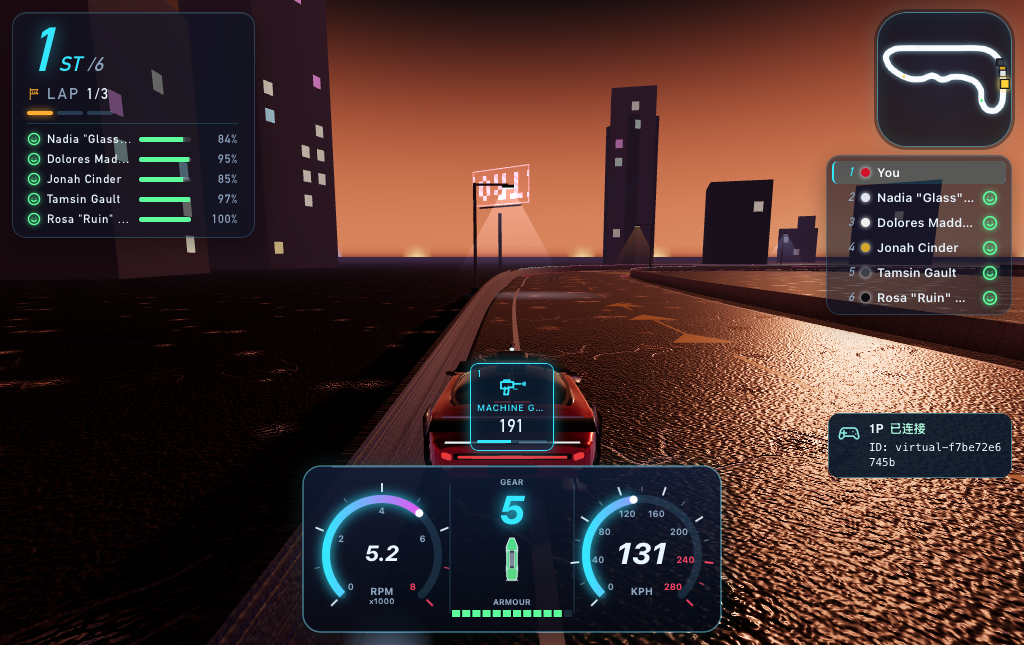 1 ST /6
LAP 1/3
Nadia "Glass... 84%
Dolores Mad... 95%
Jonah Cinder 85%
Tamsin Gault 97%
Rosa "Ruin" ... 100%
1 You
2 Nadia "Glass"...
3 Dolores Madd...
4 Jonah Cinder
5 Tamsin Gault
6 Rosa "Ruin" ...
1P 已连接
ID: virtual-f7be72e6
745b
1
MACHINE G...
191
0 2 4 6 8
5.2
RPM
x1000
GEAR
5
ARMOUR
0 40 80 120 160 200 240 280
131
KPH